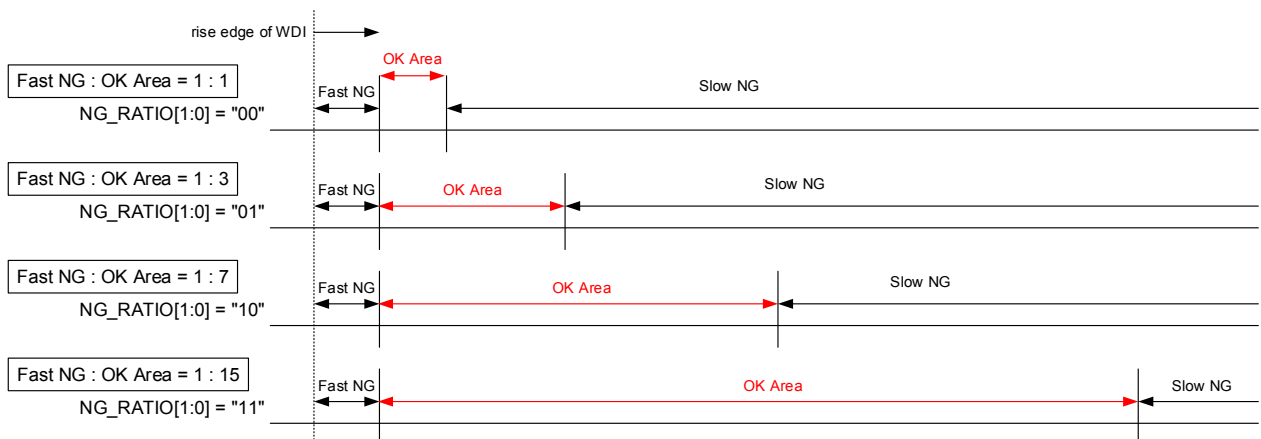 rise edge of WDI
OK Area
Fast NG : OK Area = 1 : 1
Fast NG
Slow NG
NG_RATIO[1:0] = "00"
Fast NG : OK Area = 1 : 3
Fast NG
OK Area
Slow NG
NG_RATIO[1:0] = "01"
Fast NG : OK Area = 1 : 7
Fast NG
OK Area
Slow NG
NG_RATIO[1:0] = "10"
Fast NG : OK Area = 1 : 15
Fast NG
OK Area
Slow NG
NG_RATIO[1:0] = "11"